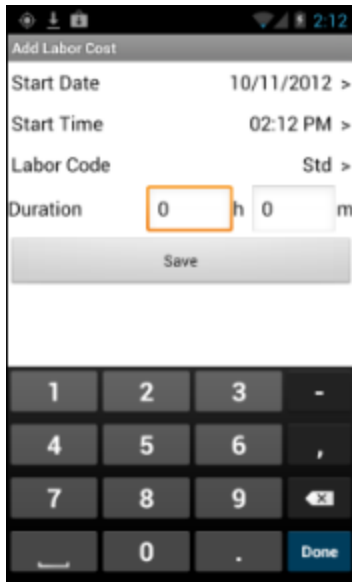 2:12
Add Labor Cost
Start Date 10/11/2012 >
Start Time 02:12 PM >
Labor Code Std >
Duration 0 h 0 m
Save
1 2 3 -
4 5 6 ,
7 8 9
0 . Done